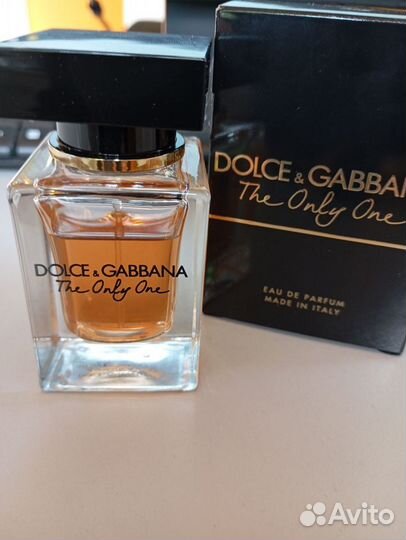 DOLCE & GABBANA
The Only One
DOLCE & GABBAN
The Only One
EAU DE PARFUM
MADE IN ITALY
Avito